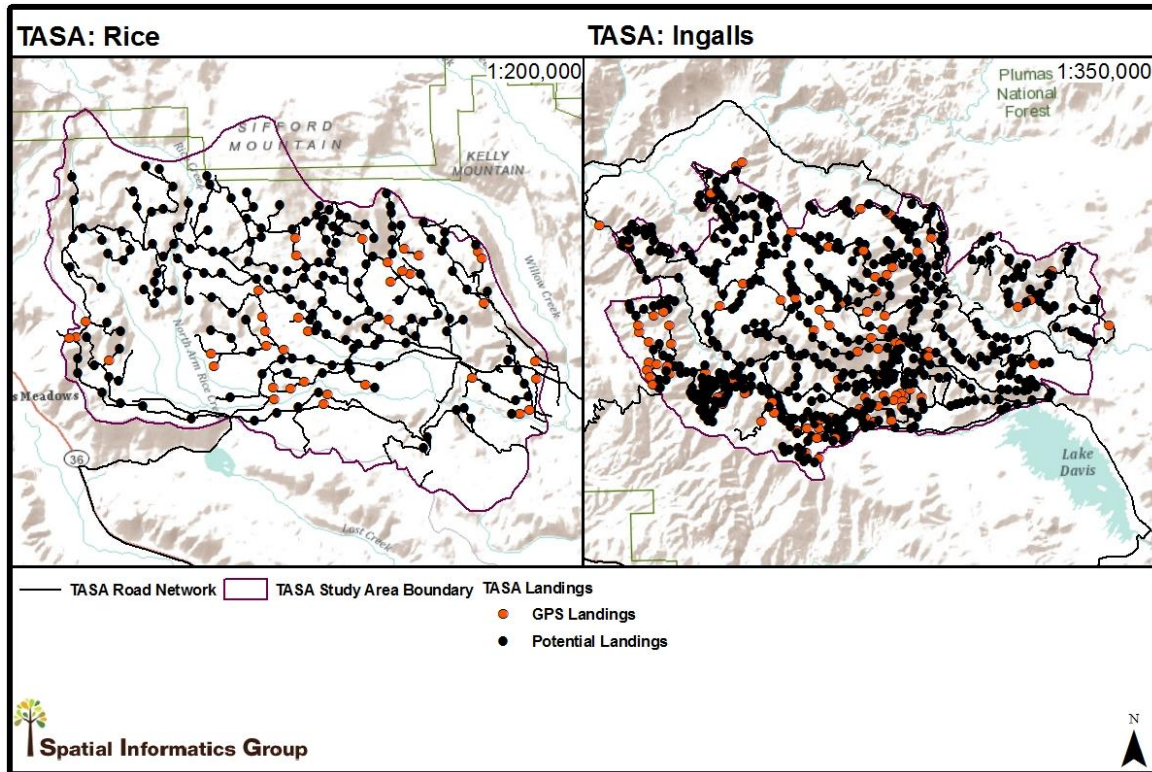 TASA: Rice
TASA: Ingalls
1:200,000
SIFFORD
MOUNTAIN
KELLY
MOUNTAIN
Rice Creek
Willow Creek
North Arm Rice Creek
s Meadows
36
Lost Creek
1:350,000
Plumas
National
Forest
Lake
Davis
TASA Road Network
TASA Study Area Boundary
TASA Landings
GPS Landings
Potential Landings
Spatial Informatics Group
N